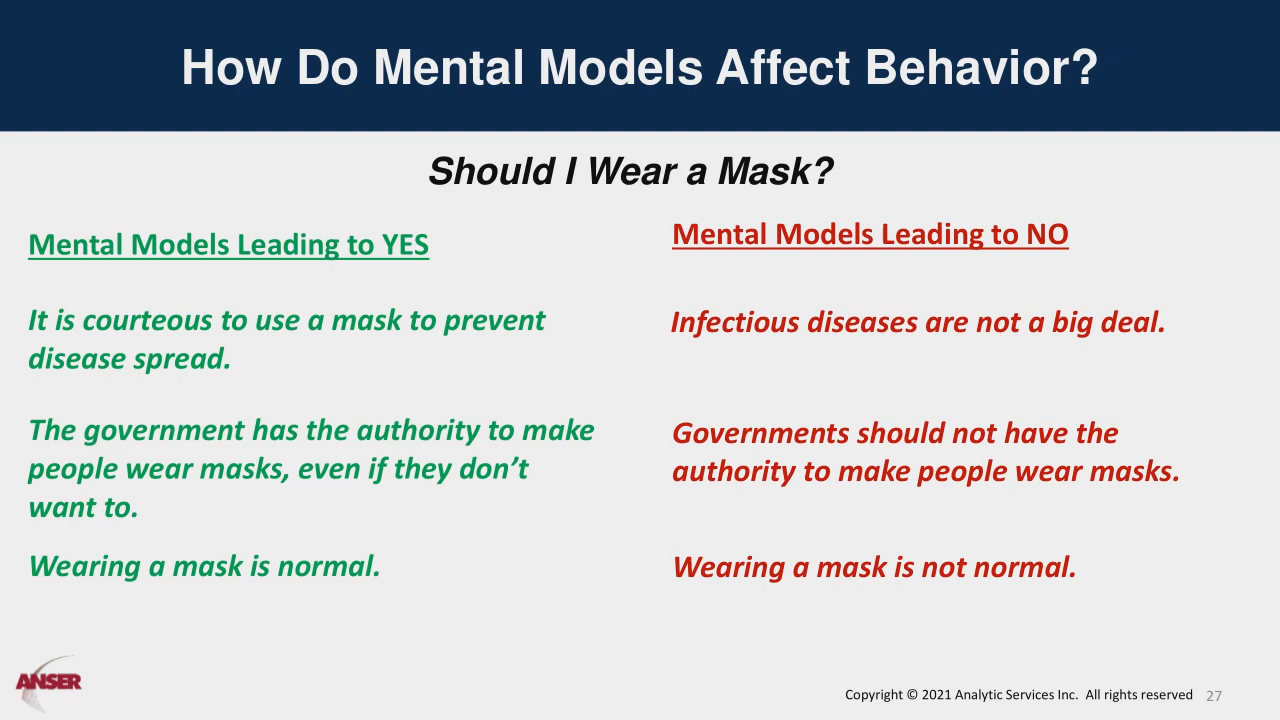 How Do Mental Models Affect Behavior?
Should I Wear a Mask?
Mental Models Leading to YES
It is courteous to use a mask to prevent
disease spread.
The government has the authority to make
people wear masks, even if they don’t
want to.
Wearing a mask is normal.
Mental Models Leading to NO
Infectious diseases are not a big deal.
Governments should not have the
authority to make people wear masks.
Wearing a mask is not normal.
ANSER
Copyright © 2021 Analytic Services Inc. All rights reserved 27